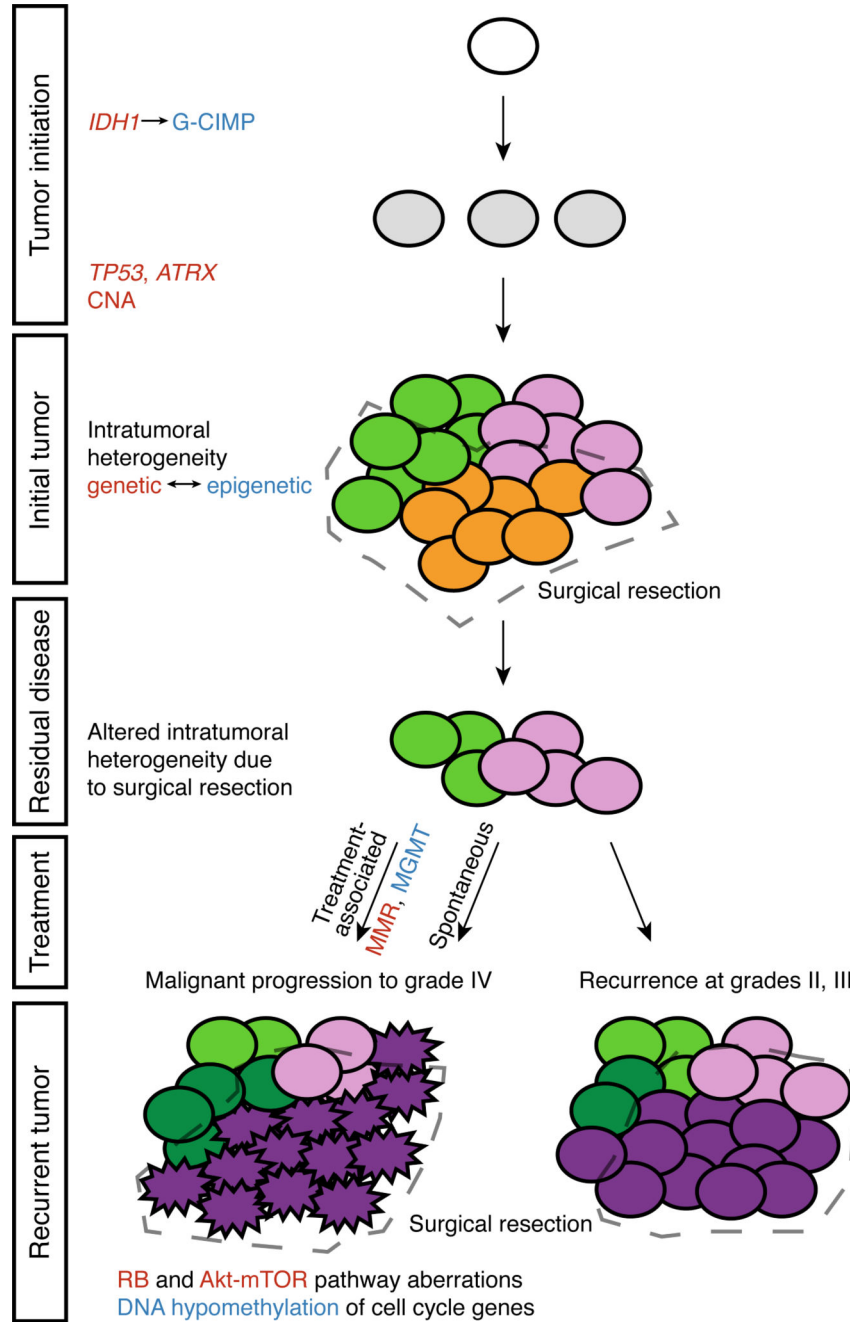 Tumor initiation
IDH1→G-CIMP
TP53, ATRX
CNA
Initial tumor
Intratumoral
heterogeneity
genetic ↔ epigenetic
Surgical resection
Residual disease
Altered intratumoral
heterogeneity due
to surgical resection
Treatment
Treatment-
associated
MMR, MGMT
Spontaneous
Malignant progression to grade IV
Recurrence at grades II, III
Recurrent tumor
Surgical resection
RB and Akt-mTOR pathway aberrations
DNA hypomethylation of cell cycle genes